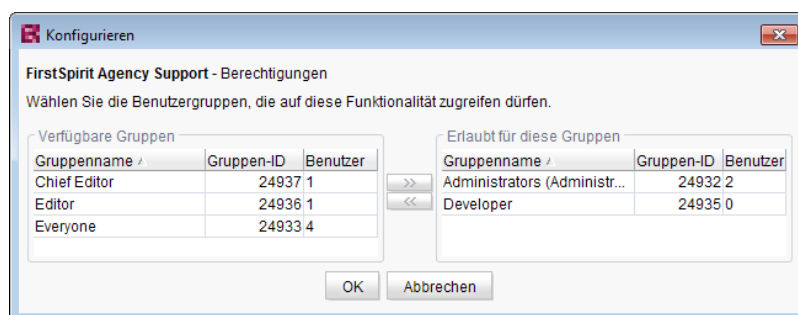 Konfigurieren
FirstSpirit Agency Support - Berechtigungen
Wählen Sie die Benutzergruppen, die auf diese Funktionalität zugreifen dürfen.
Verfügbare Gruppen
Gruppenname Gruppen-ID Benutzer
Chief Editor 24937 1
Editor 24936 1
Everyone 24933 4
>>
<<
Erlaubt für diese Gruppen
Gruppenname Gruppen-ID Benutzer
Administrators (Administr... 24932 2
Developer 24935 0
OK Abbrechen